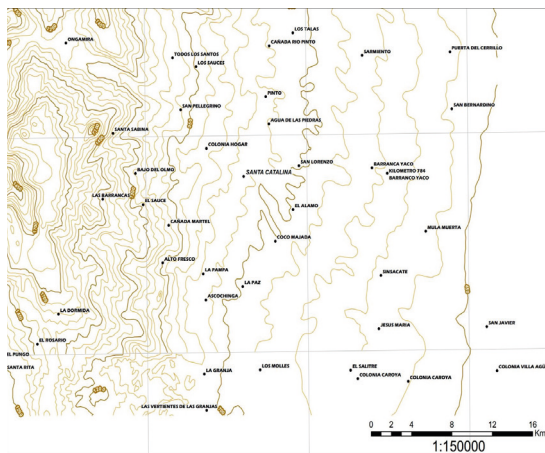 LOS TALAS
ONGAMIRA
CAÑADA RIO PINTO
TODOS LOS SANTOS
SARMIENTO
PUERTA DEL CERRILLO
LOS SAUCES
PINTO
SAN PELLEGRINO
SAN BERNARDINO
AGUA DE LAS PIEDRAS
SANTA SABINA
COLONIA HOGAR
SAN LORENZO
BARRANCA YACO
BAJO DEL OLMO
SANTA CATALINA
KILOMETRO 784
BARRANCO YACO
LAS BARRANCAS
EL SAUCE
EL ALAMO
CAÑADA MARTEL
MULA MUERTA
COCO MAJADA
ALTO FRESCO
LA PAMPA
SINSACATE
LA PAZ
ASCOCHINGA
LA DORMIDA
JESUS MARIA
SAN JAVIER
EL ROSARIO
EL PUNGO
SANTA RITA
LA GRANJA
LOS MOLLES
EL SALITRE
COLONIA VILLA AGÜ
COLONIA CAROYA
COLONIA CAROYA
LAS VERTIENTES DE LAS GRANJAS
0 2 4 8 12 16
Km
1:150000